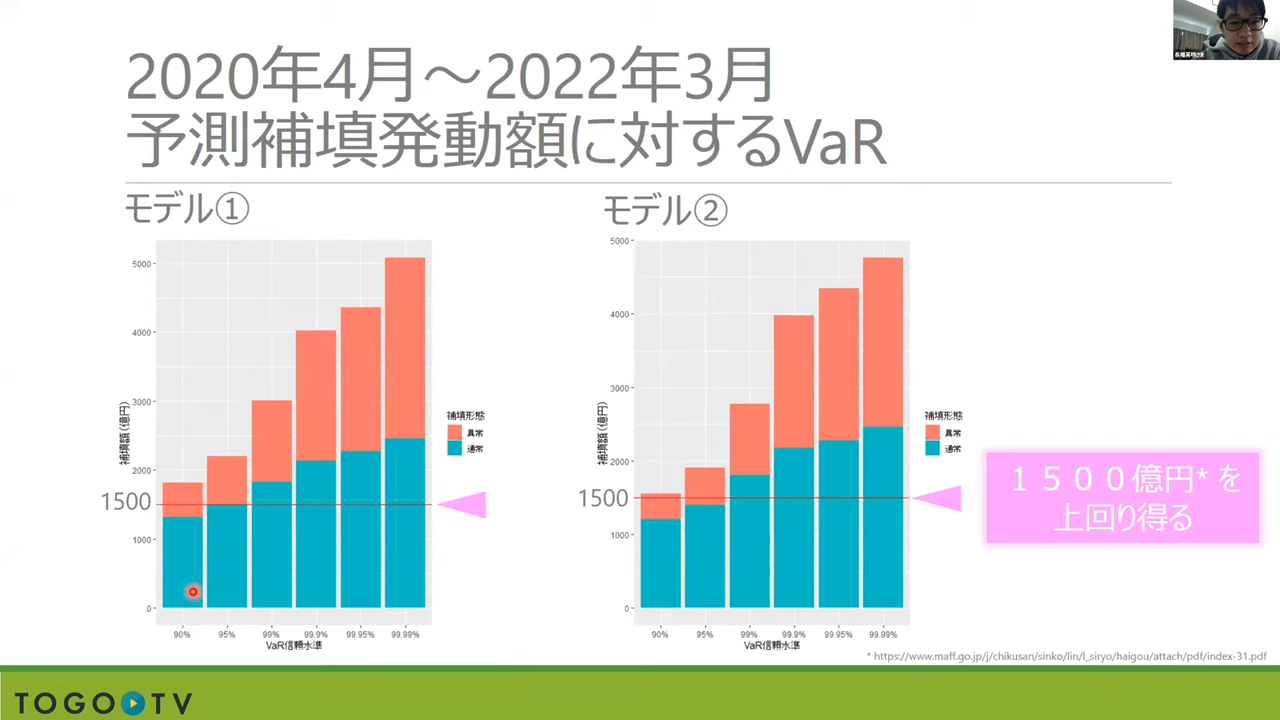 2020年4月～2022年3月
予測補填発動額に対するVaR
モデル①
モデル②
補填額(億円)
5000
4000
3000
2000
1500
1000
0
90%
95%
99%
99.9%
99.95%
99.99%
VaR信頼水準
補填形態
異常
通常
補填額(億円)
5000
4000
3000
2000
1500
1000
0
90%
95%
99%
99.9%
99.95%
99.99%
VaR信頼水準
補填形態
異常
通常
１５００億円*を
上回り得る
* https://www.maff.go.jp/j/chikusan/sinko/lin/l_siryo/haigou/attach/pdf/index-31.pdf
TOGO TV